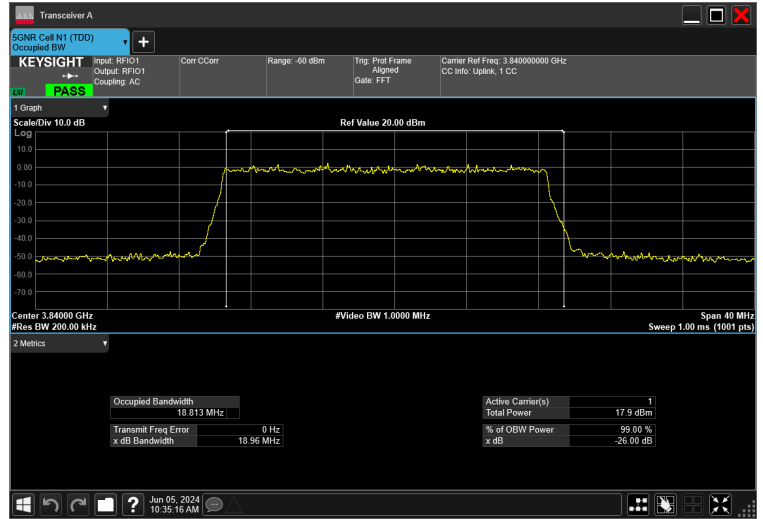 Transceiver A
5GNR Cell N1 (TDD)
Occupied BW
KEYSIGHT
Input: RFIO1
Output: RFIO1
Coupling: AC
Corr CCorr
Range: -60 dBm
Trig: Prot Frame
Aligned
Gate: FFT
Carrier Ref Freq: 3.840000000 GHz
CC Info: Uplink, 1 CC
LXI
PASS
1 Graph
Scale/Div 10.0 dB
Ref Value 20.00 dBm
Log
10.0
0.00
-10.0
-20.0
-30.0
-40.0
-50.0
-60.0
-70.0
Center 3.84000 GHz
#Video BW 1.0000 MHz
Span 40 MHz
#Res BW 200.00 kHz
Sweep 1.00 ms (1001 pts)
2 Metrics
Occupied Bandwidth
18.813 MHz
Transmit Freq Error 0 Hz
x dB Bandwidth 18.96 MHz
Active Carrier(s) 1
Total Power 17.9 dBm
% of OBW Power 99.00 %
x dB -26.00 dB
Jun 05, 2024
10:35:16 AM